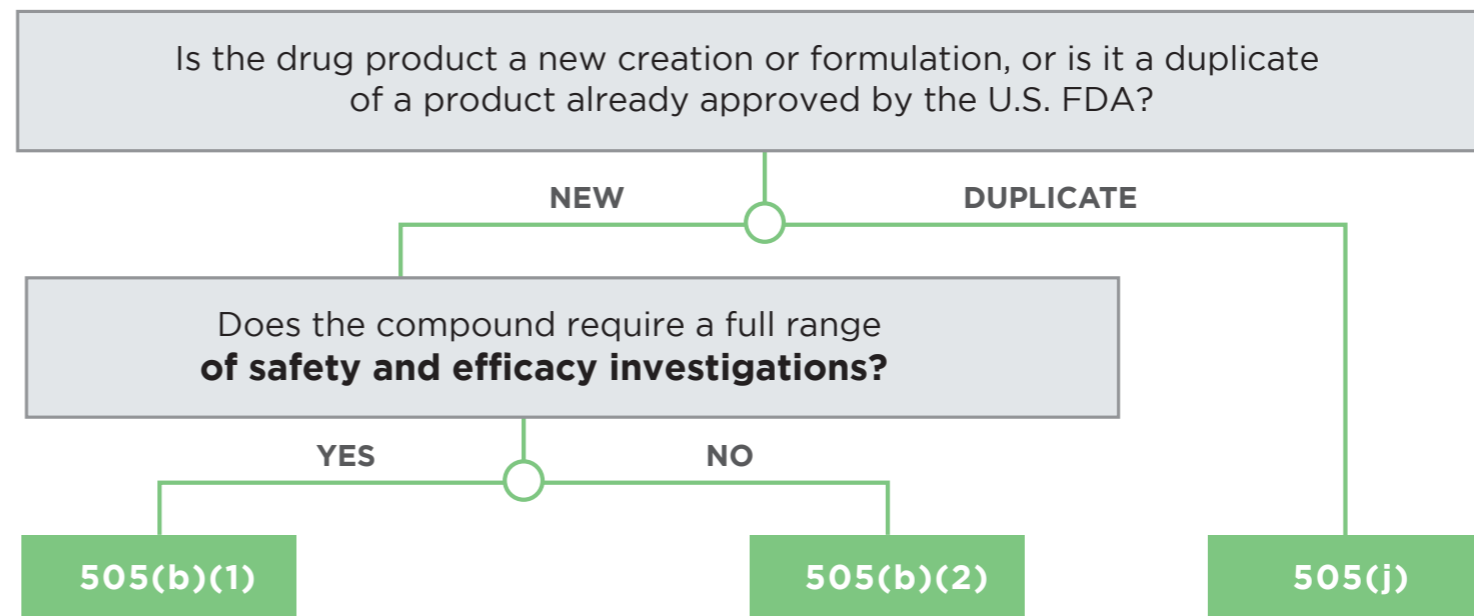 Is the drug product a new creation or formulation, or is it a duplicate
of a product already approved by the U.S. FDA?
NEW
DUPLICATE
Does the compound require a full range
of safety and efficacy investigations?
YES
NO
505(b)(1)
505(b)(2)
505(j)